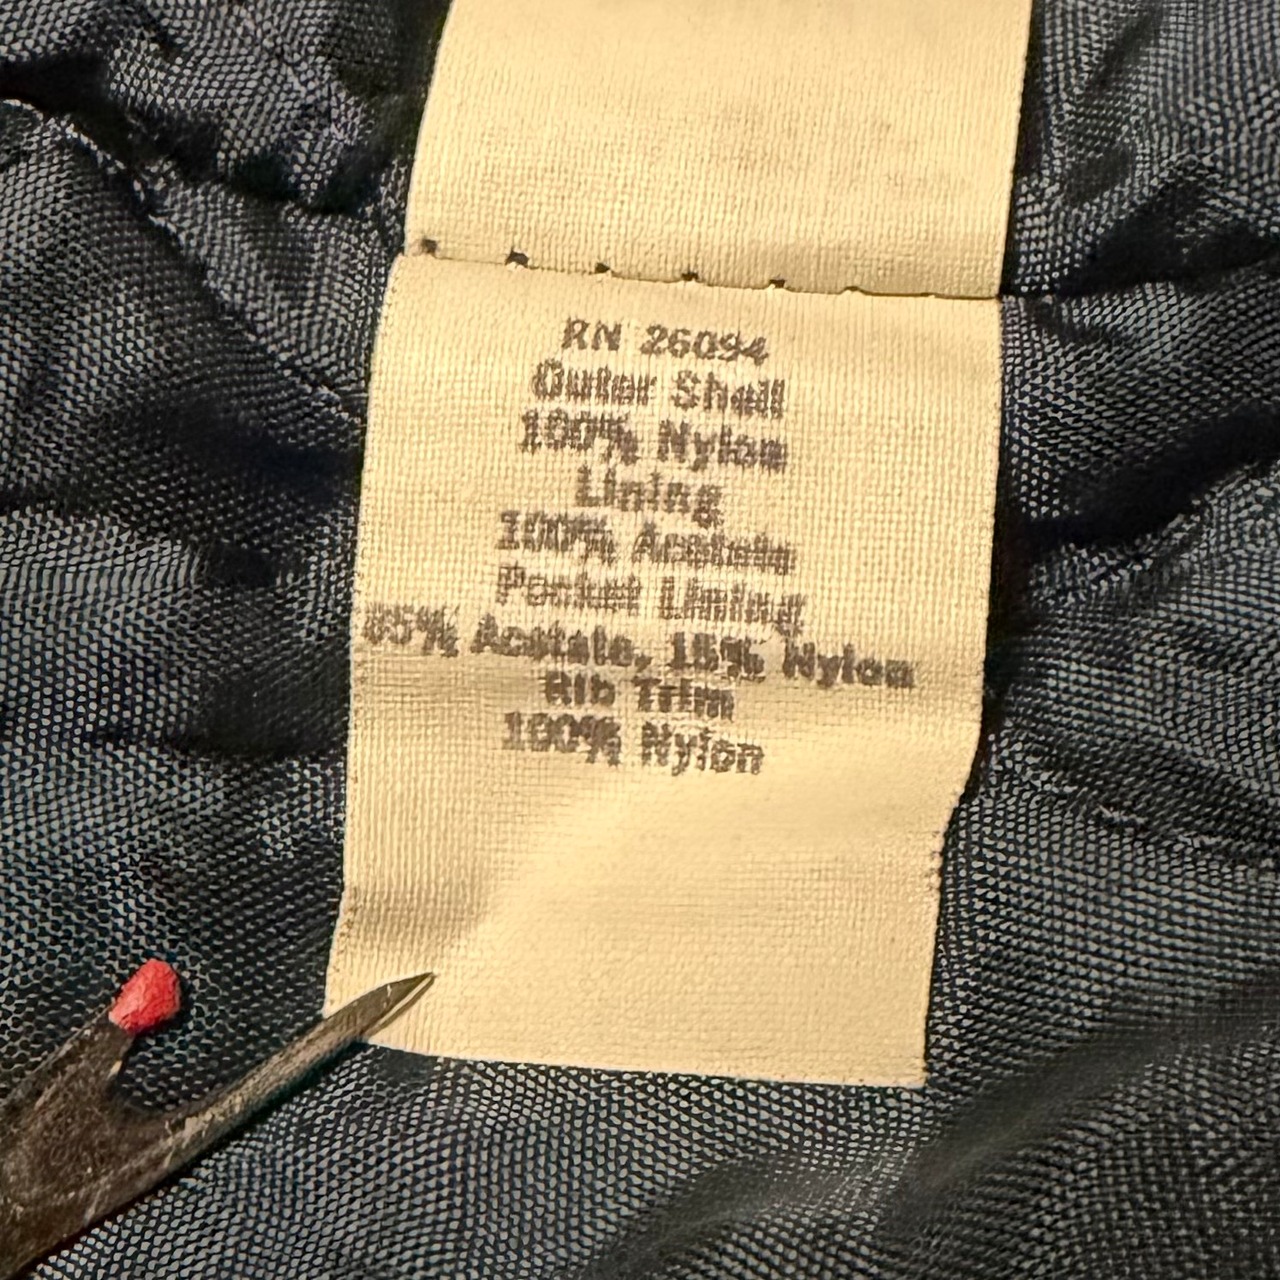 RN 26094
Outer Shell
100% Nylon
Lining
100% Acetate
Pocket Lining
85% Acetate, 15% Nylon
Rib Trim
100% Nylon